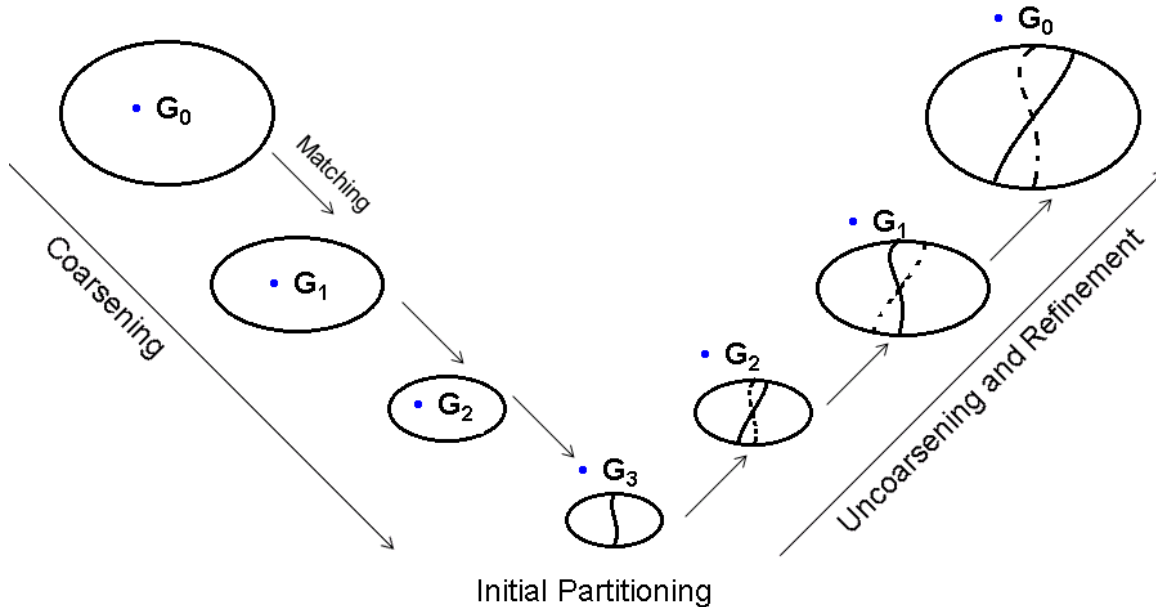 • G₀
• G₀
Matching
• G₁
• G₁
Coarsening
Uncoarsening and Refinement
• G₂
• G₂
• G₃
Initial Partitioning